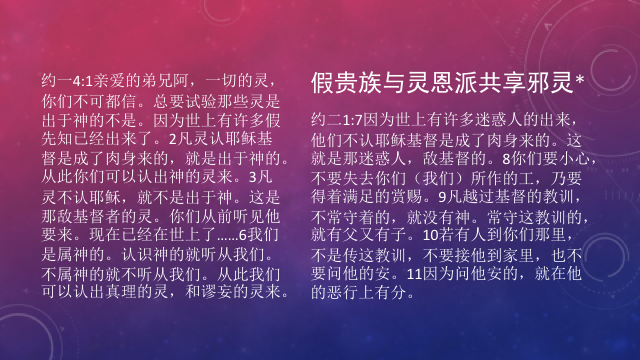 约一4:1亲爱的弟兄阿，一切的灵，
你们不可都信。总要试验那些灵是
出于神的不是。因为世上有许多假
先知已经出来了。2凡灵认耶稣基
督是成了肉身来的，就是出于神的。
从此你们可以认出神的灵来。3凡
灵不认耶稣，就不是出于神。这是
那敌基督者的灵。你们从前听见他
要来。现在已经在世上了……6我们
是属神的。认识神的就听从我们。
不属神的就不听从我们。从此我们
可以认出真理的灵，和谬妄的灵来。
假贵族与灵恩派共享邪灵*
约二1:7因为世上有许多迷惑人的出来，
他们不认耶稣基督是成了肉身来的。这
就是那迷惑人，敌基督的。8你们要小心，
不要失去你们（我们）所作的工，乃要
得着满足的赏赐。9凡越过基督的教训，
不常守着的，就没有神。常守这教训的，
就有父又有子。10若有人到你们那里，
不是传这教训，不要接他到家里，也不
要问他的安。11因为问他安的，就在他
的恶行上有分。